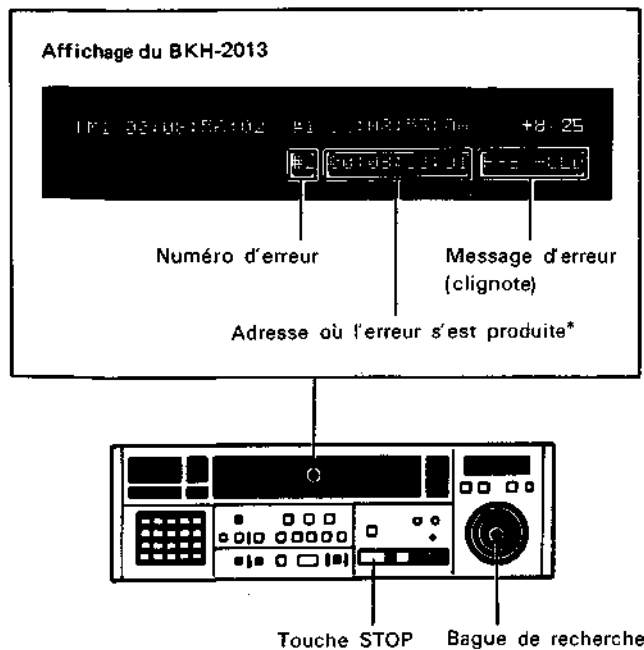 Affichage du BKH-2013
+8.25
Numéro d'erreur
Message d'erreur
(clignote)
Adresse où l'erreur s'est produite*
Touche STOP
Bague de recherche